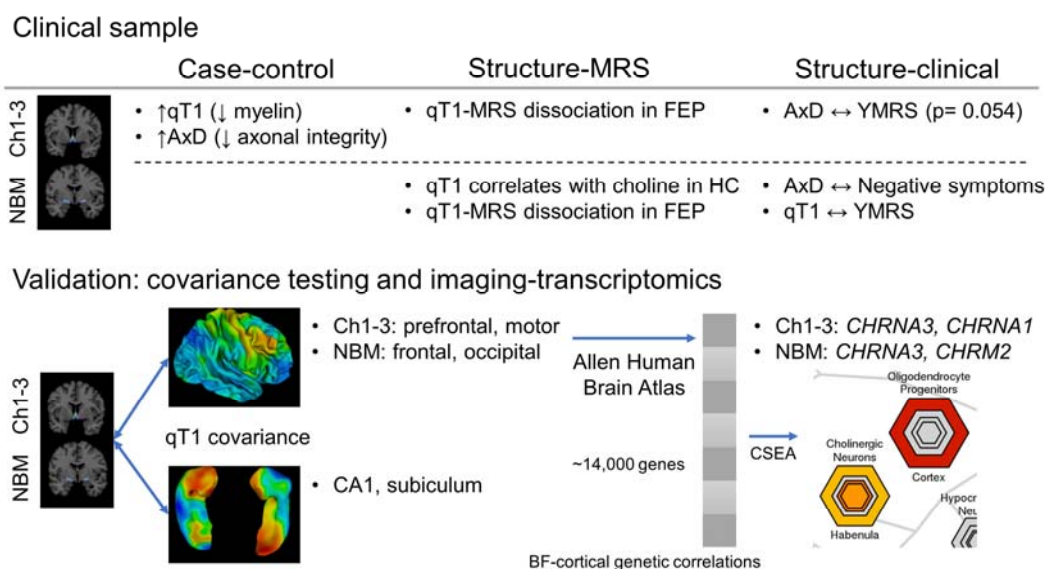 Clinical sample
Case-control Structure-MRS Structure-clinical
Ch1-3
• ↑qT1 (↓ myelin)
• ↑AxD (↓ axonal integrity)
• qT1-MRS dissociation in FEP
• AxD ↔ YMRS (p= 0.054)
NBM
• qT1 correlates with choline in HC
• qT1-MRS dissociation in FEP
• AxD ↔ Negative symptoms
• qT1 ↔ YMRS
Validation: covariance testing and imaging-transcriptomics
Ch1-3
NBM
• Ch1-3: prefrontal, motor
• NBM: frontal, occipital
qT1 covariance
• CA1, subiculum
Allen Human
Brain Atlas
~14,000 genes
BF-cortical genetic correlations
CSEA
• Ch1-3: CHRNA3, CHRNA1
• NBM: CHRNA3, CHRM2
Oligodendrocyte
Progenitors
Cortex
Cholinergic
Neurons
Habenula
Hypocr
Neu